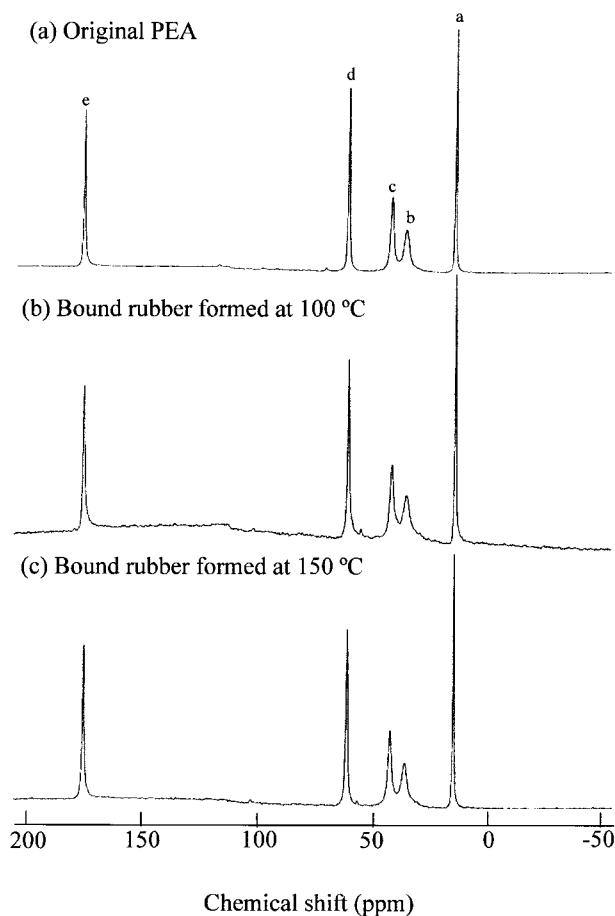 (a) Original PEA
a
d
e
c
b
(b) Bound rubber formed at 100 ºC
(c) Bound rubber formed at 150 ºC
200 150 100 50 0 -50
Chemical shift (ppm)